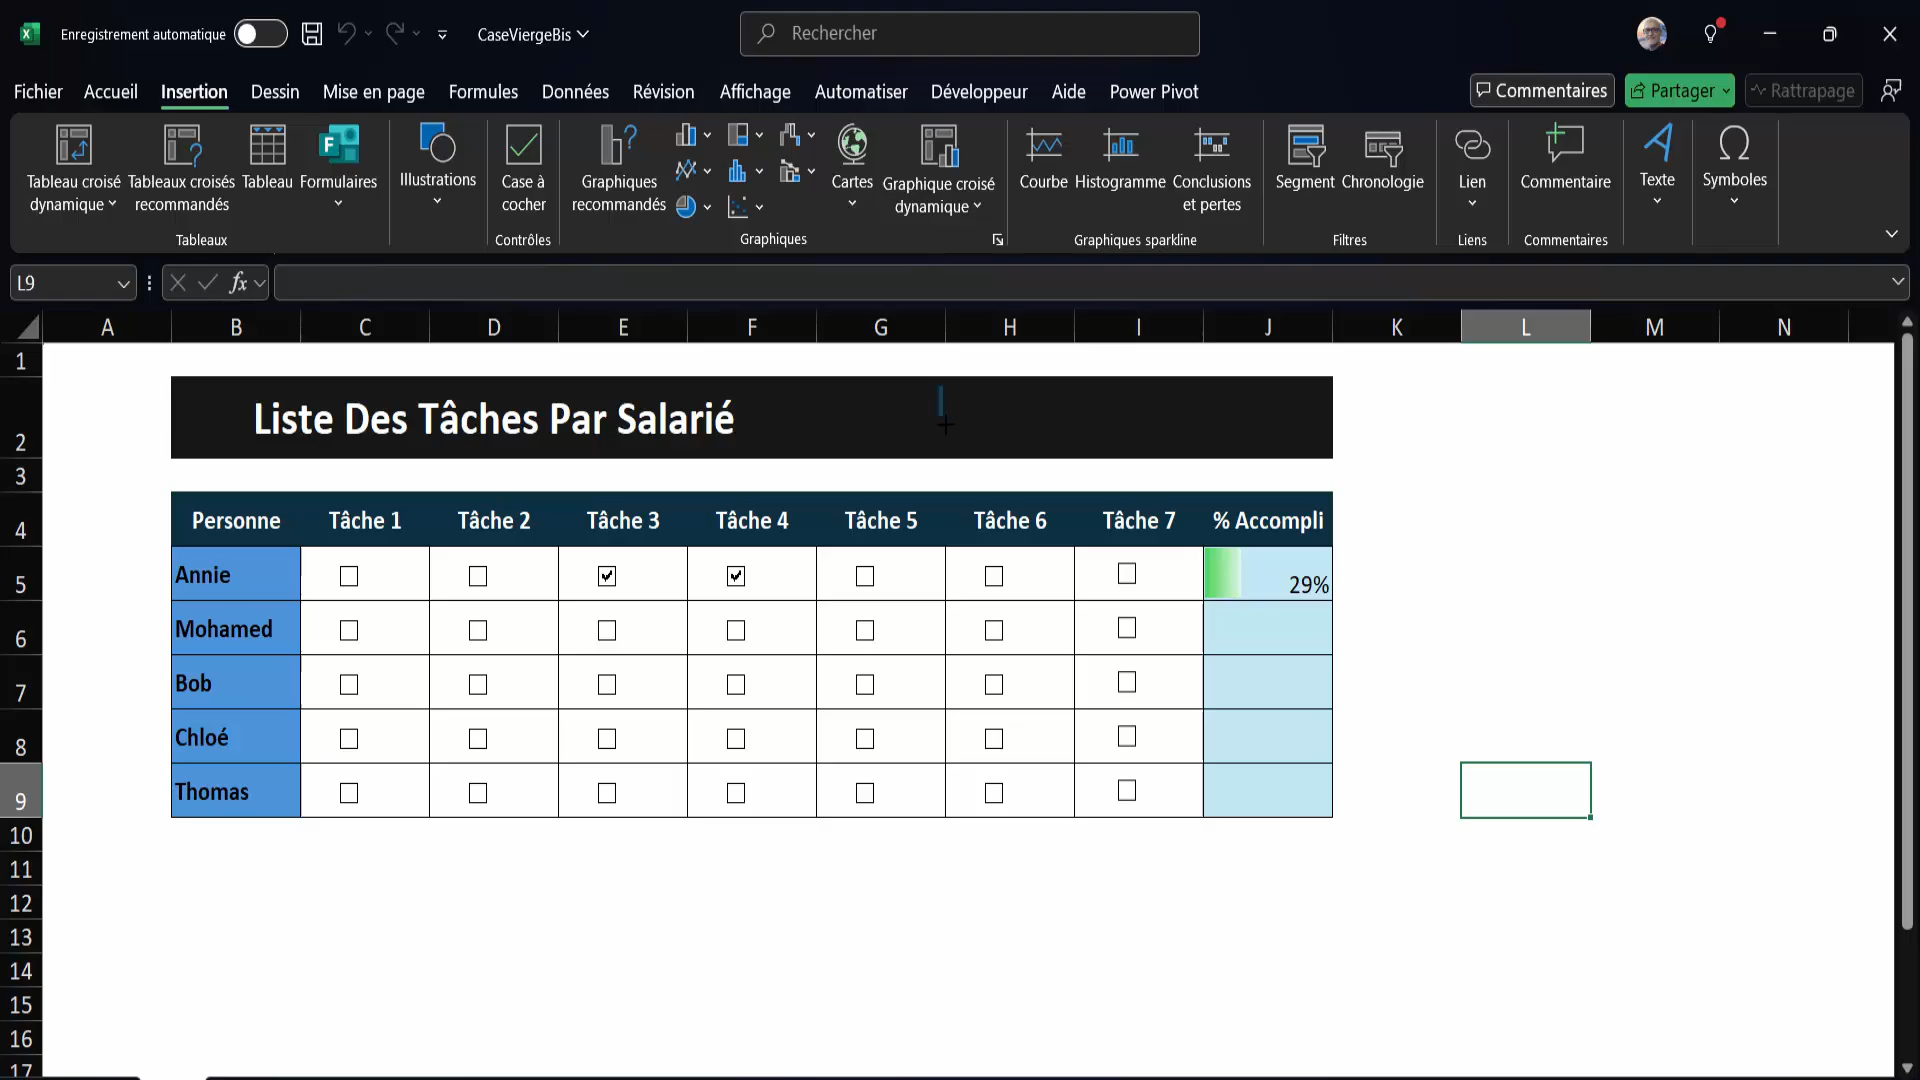 Enregistrement automatique
CaseViergeBis
Rechercher
Fichier Accueil Insertion Dessin Mise en page Formules Données Révision Affichage Automatiser Développeur Aide Power Pivot Commentaires Partager Rattrapage
Tableau croisé dynamique
Tableaux croisés recommandés
Tableau
Formulaires
Tableaux
Illustrations
Case à cocher
Contrôles
Graphiques recommandés
Cartes
Graphique croisé dynamique
Graphiques
Courbe
Histogramme
Conclusions et pertes
Graphiques sparkline
Segment
Chronologie
Filtres
Lien
Liens
Commentaire
Commentaires
Texte
Symboles
L9 fx
A B C D E F G H I J K L M N
1
2 Liste Des Tâches Par Salarié
3
4 Personne Tâche 1 Tâche 2 Tâche 3 Tâche 4 Tâche 5 Tâche 6 Tâche 7 % Accompli
5 Annie 29%
6 Mohamed
7 Bob
8 Chloé
9 Thomas
10
11
12
13
14
15
16
17